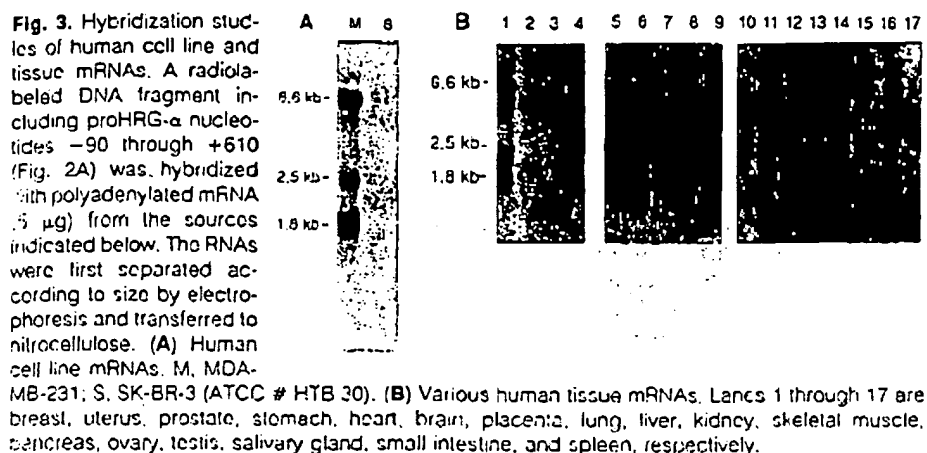 Fig. 3. Hybridization stud-
ies of human cell line and
tissue mRNAs. A radiola-
beled DNA fragment in-
cluding proHRG-α nucleo-
tides −90 through +610
(Fig. 2A) was hybridized
with polyadenylated mRNA
(5 μg) from the sources
indicated below. The RNAs
were first separated ac-
cording to size by electro-
phoresis and transferred to
nitrocellulose. (A) Human
cell line mRNAs. M, MDA-
MB-231; S, SK-BR-3 (ATCC # HTB 30). (B) Various human tissue mRNAs. Lanes 1 through 17 are
breast, uterus, prostate, stomach, heart, brain, placenta, lung, liver, kidney, skeletal muscle,
pancreas, ovary, testis, salivary gland, small intestine, and spleen, respectively.
A M S
6.6 kb-
2.5 kb-
1.8 kb-
B 1 2 3 4 5 6 7 8 9 10 11 12 13 14 15 16 17
6.6 kb-
2.5 kb-
1.8 kb-